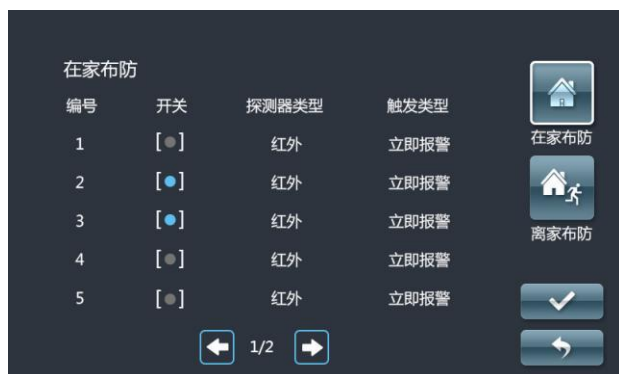 在家布防
编号 开关 探测器类型 触发类型
1 [●] 红外 立即报警
2 [●] 红外 立即报警
3 [●] 红外 立即报警
4 [●] 红外 立即报警
5 [●] 红外 立即报警
1/2
在家布防
离家布防